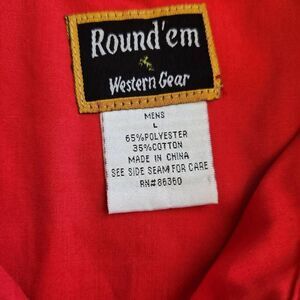 Round'em
Western Gear
MENS
L
65%POLYESTER
35%COTTON
MADE IN CHINA
SEE SIDE SEAM FOR CARE
RN#86360